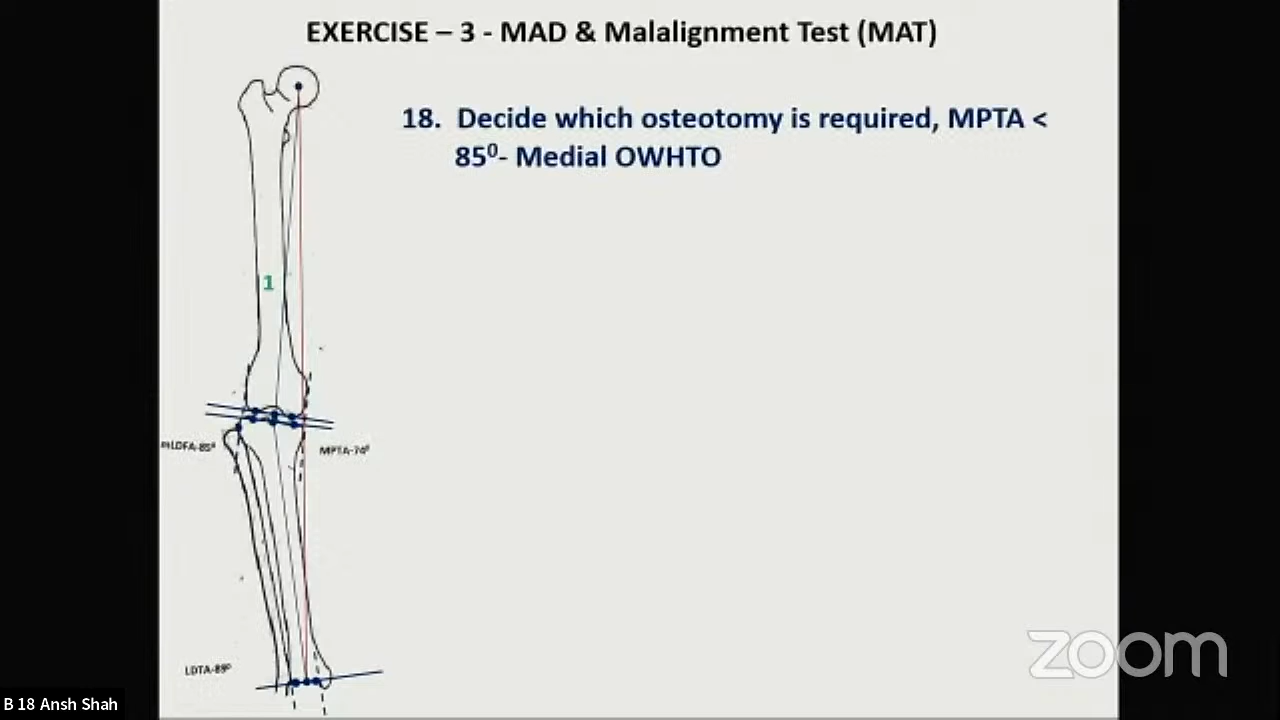 EXERCISE – 3 - MAD & Malalignment Test (MAT)
18. Decide which osteotomy is required, MPTA <
85⁰- Medial OWHTO
1
mLDFA-85⁰
MPTA-74⁰
LDTA-89⁰
zoom
B 18 Ansh Shah